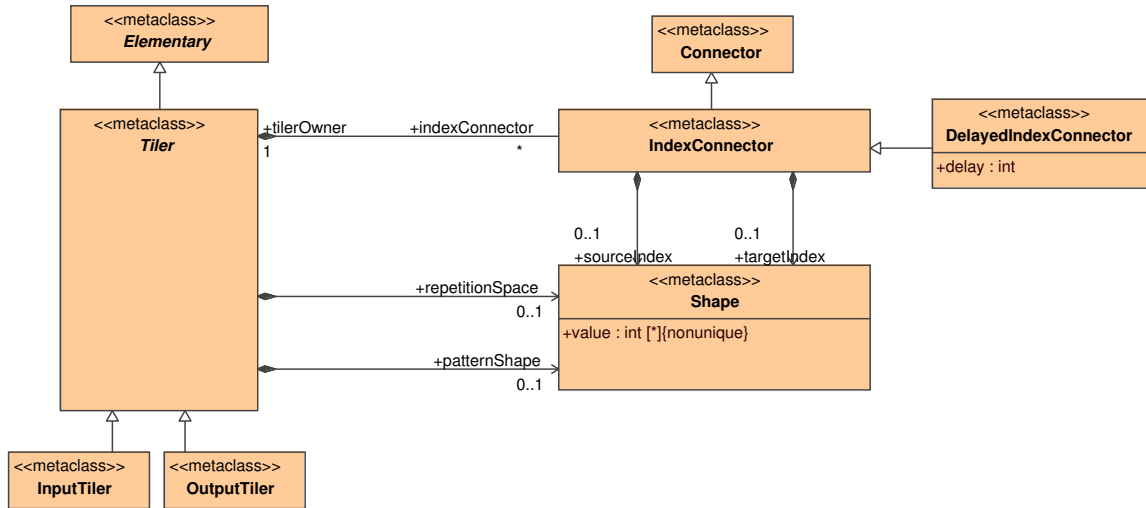 <<metaclass>>
Elementary
<<metaclass>>
Connector
<<metaclass>>
Tiler
+tilerOwner
1
+indexConnector
*
<<metaclass>>
IndexConnector
<<metaclass>>
DelayedIndexConnector
+delay : int
0..1
+sourceIndex
0..1
+targetIndex
+repetitionSpace
0..1
<<metaclass>>
Shape
+value : int [*]{nonunique}
+patternShape
0..1
<<metaclass>>
InputTiler
<<metaclass>>
OutputTiler